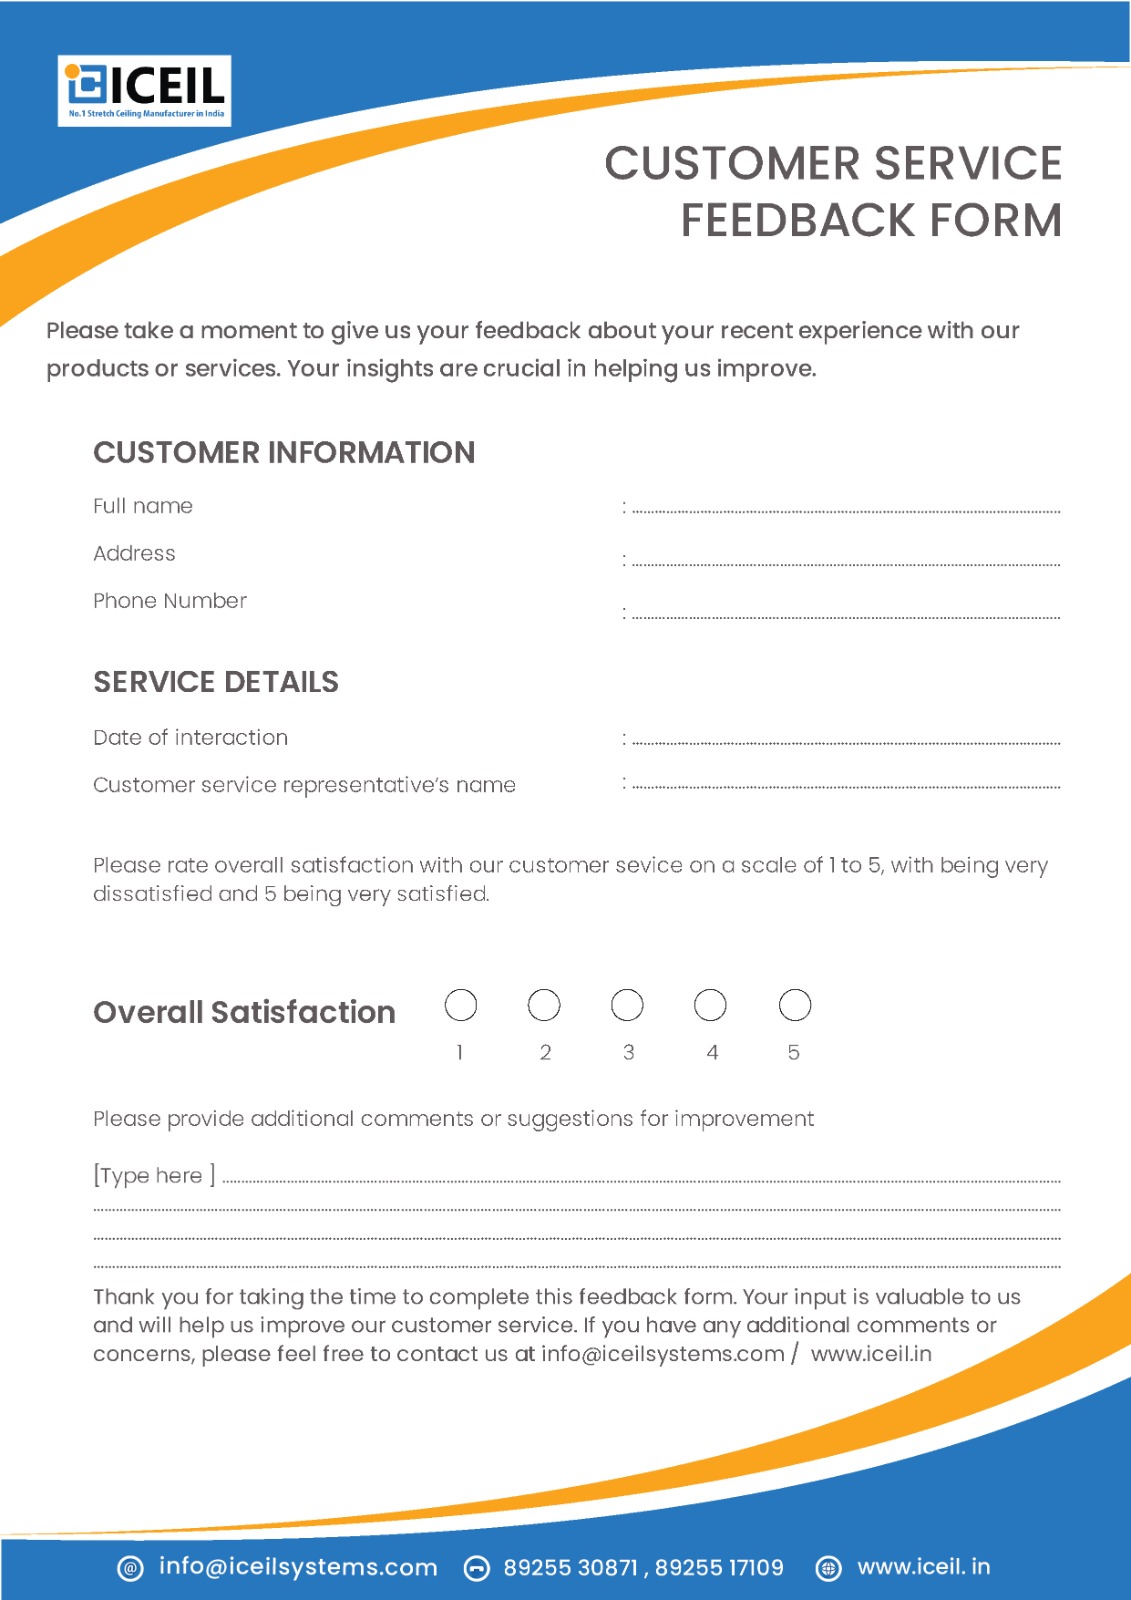 ICEIL
No.1 Stretch Ceiling Manufacturer in India
CUSTOMER SERVICE
FEEDBACK FORM
Please take a moment to give us your feedback about your recent experience with our
products or services. Your insights are crucial in helping us improve.
CUSTOMER INFORMATION
Full name : ........................................
Address : ........................................
Phone Number : ........................................
SERVICE DETAILS
Date of interaction : ........................................
Customer service representative's name : ........................................
Please rate overall satisfaction with our customer sevice on a scale of 1 to 5, with being very
dissatisfied and 5 being very satisfied.
Overall Satisfaction
1 2 3 4 5
Please provide additional comments or suggestions for improvement
[Type here ] ........................................
Thank you for taking the time to complete this feedback form. Your input is valuable to us
and will help us improve our customer service. If you have any additional comments or
concerns, please feel free to contact us at info@iceilsystems.com / www.iceil.in
info@iceilsystems.com 89255 30871 , 89255 17109 www.iceil. in